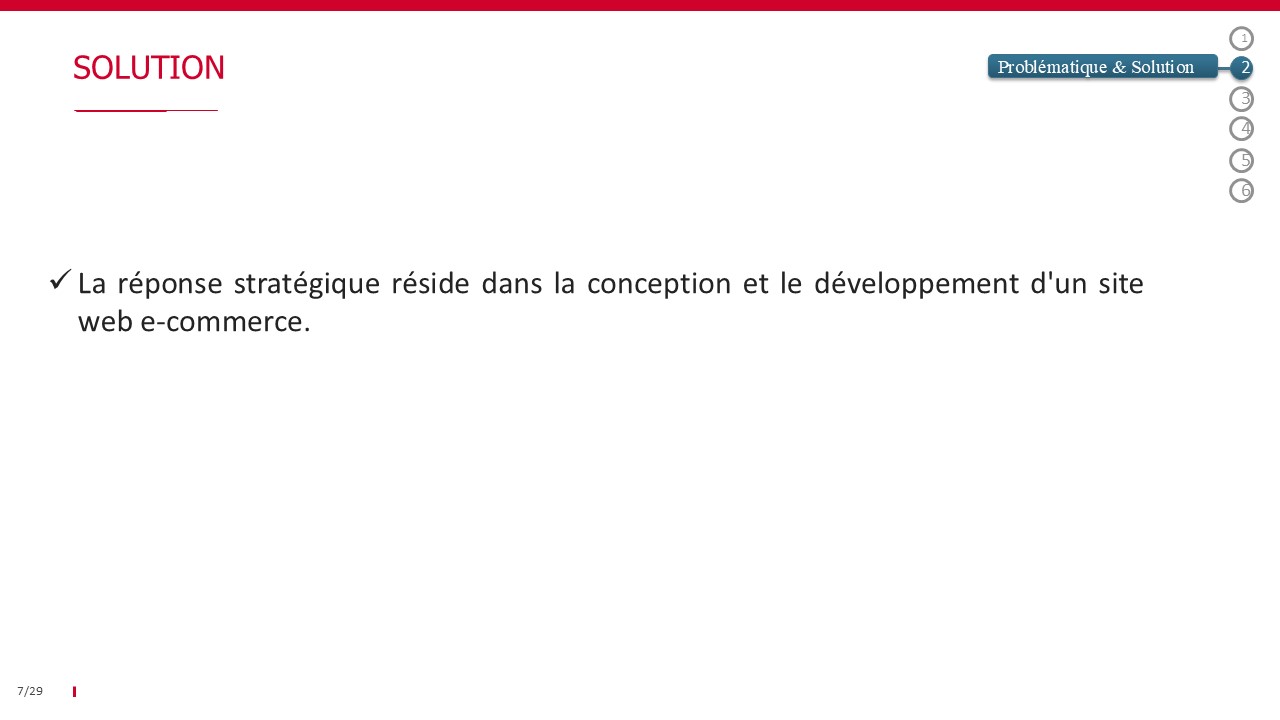 SOLUTION
Problématique & Solution
1
2
3
4
5
6
✓ La réponse stratégique réside dans la conception et le développement d'un site
web e-commerce.
7/29